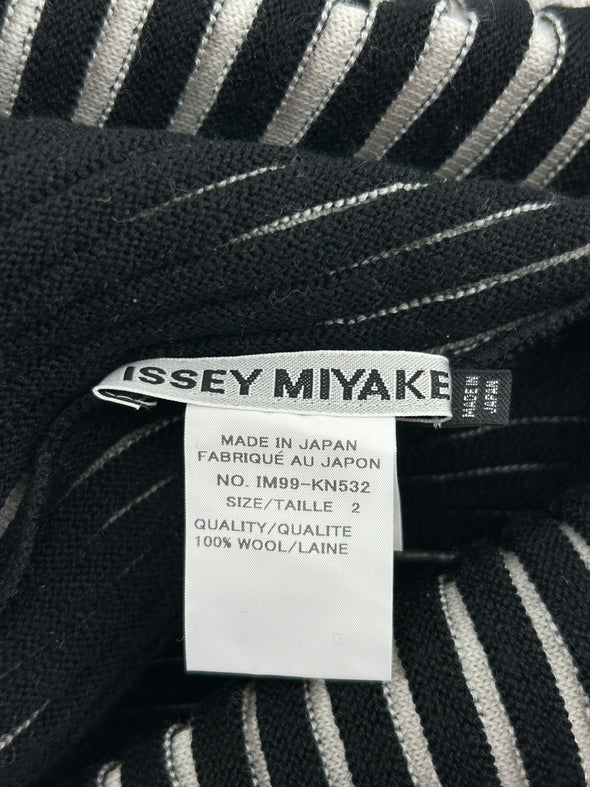 ISSEY MIYAKE
MADE IN
JAPAN
MADE IN JAPAN
FABRIQUÉ AU JAPON
NO. IM99-KN532
SIZE/TAILLE 2
QUALITY/QUALITE
100% WOOL/LAINE